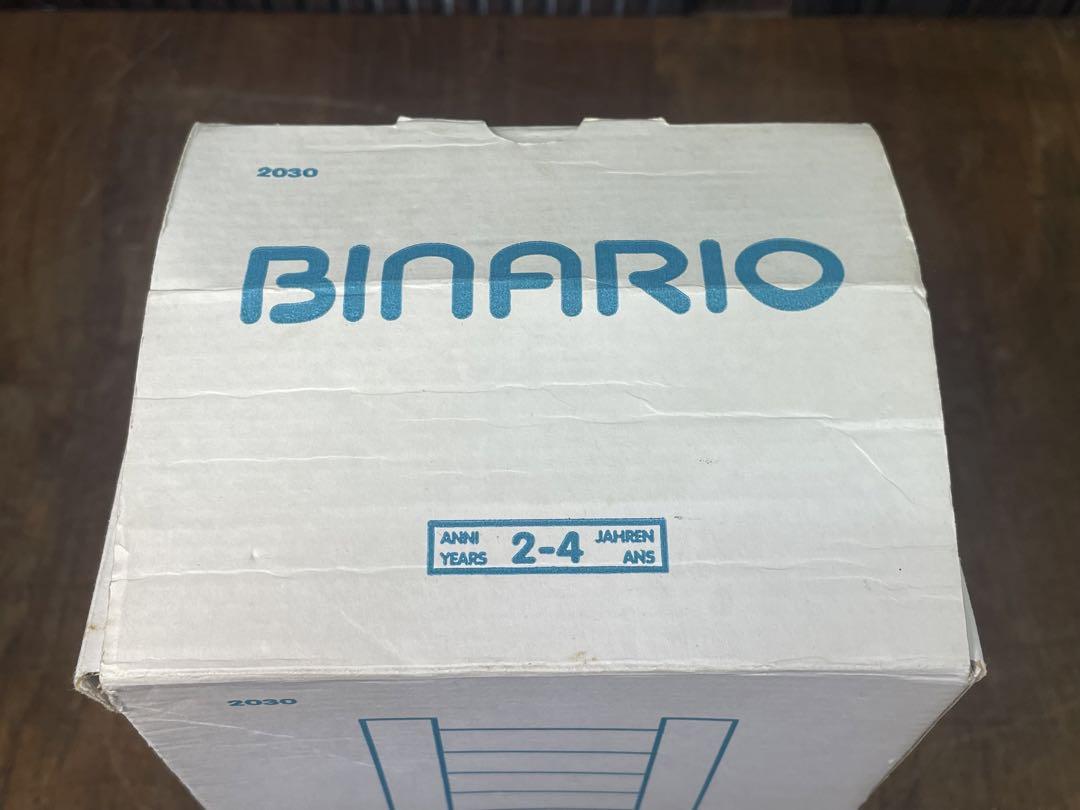 2030
BINARIO
ANNI
YEARS
2-4
JAHREN
ANS
2030